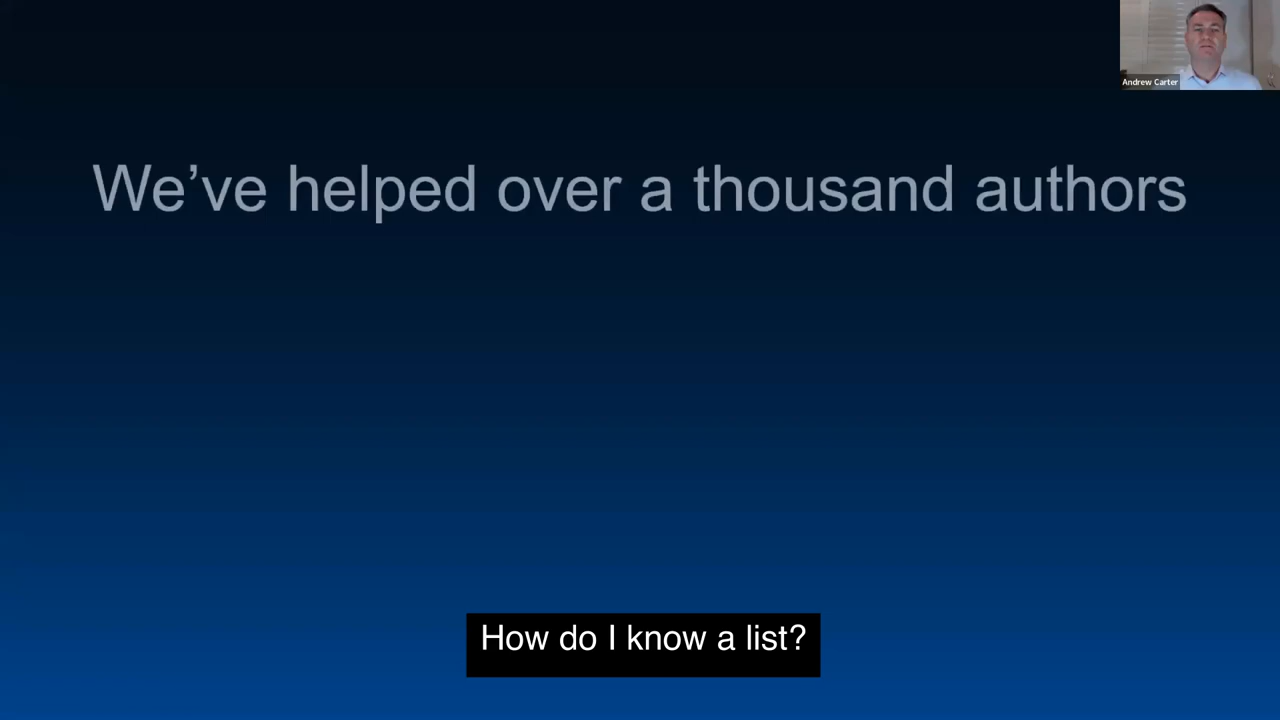 Andrew Carter
We've helped over a thousand authors
How do I know a list?